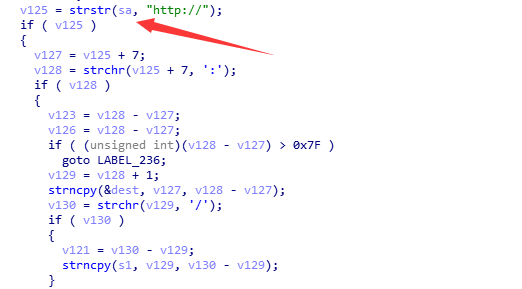 v125 = strstr(sa, "http://");
if ( v125 )
{
v127 = v125 + 7;
v128 = strchr(v125 + 7, ':');
if ( v128 )
{
v123 = v128 - v127;
v126 = v128 - v127;
if ( (unsigned int)(v128 - v127) > 0x7F )
goto LABEL_236;
v129 = v128 + 1;
strncpy(&dest, v127, v128 - v127);
v130 = strchr(v129, '/');
if ( v130 )
{
v121 = v130 - v129;
strncpy(s1, v129, v130 - v129);
}